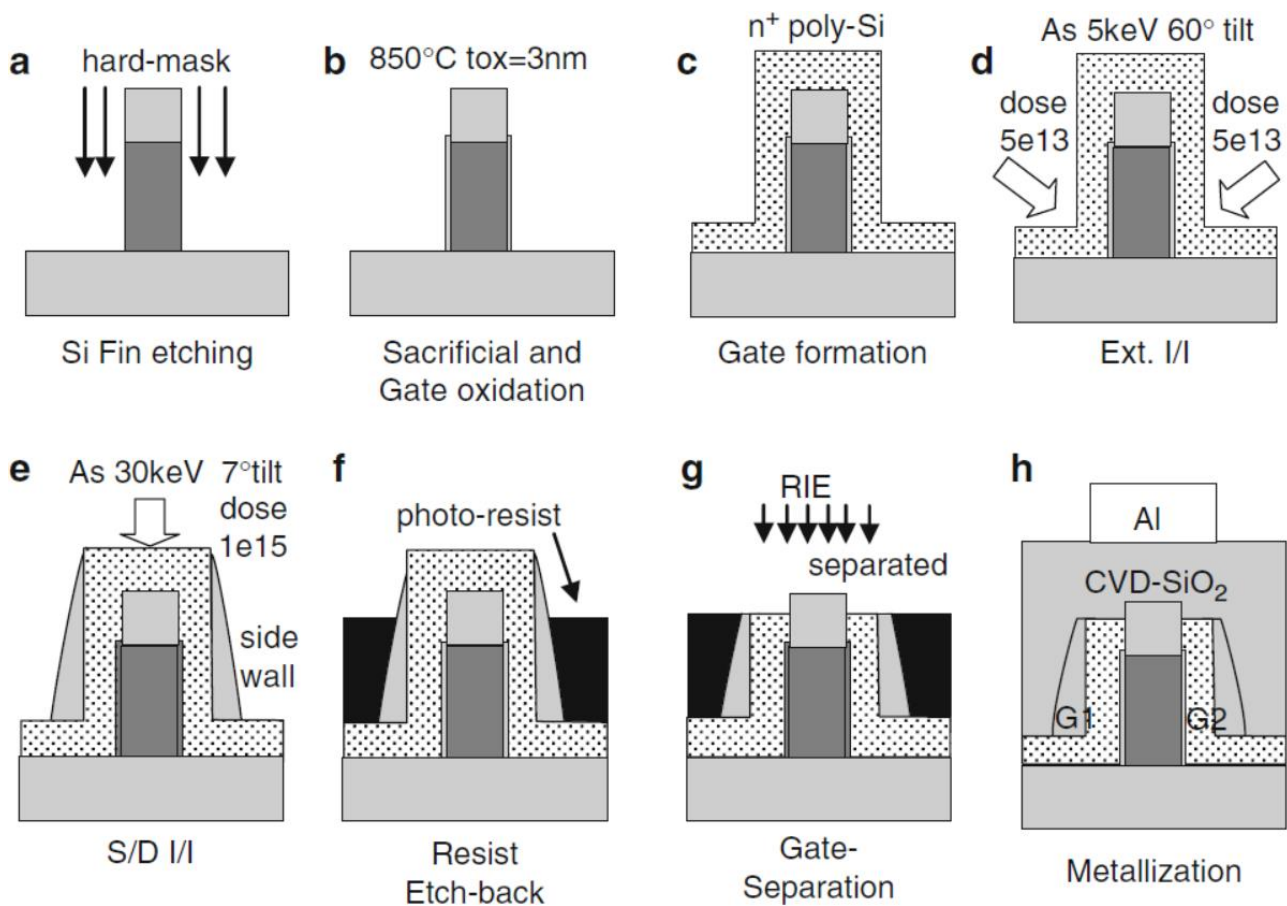 a
hard-mask
Si Fin etching
b
850°C tox=3nm
Sacrificial and
Gate oxidation
c
n⁺ poly-Si
Gate formation
d
As 5keV 60° tilt
dose
5e13
dose
5e13
Ext. I/I
e
As 30keV 7°tilt
dose
1e15
side
wall
S/D I/I
f
photo-resist
Resist
Etch-back
g
RIE
separated
Gate-
Separation
h
Al
CVD-SiO₂
G1
G2
Metallization